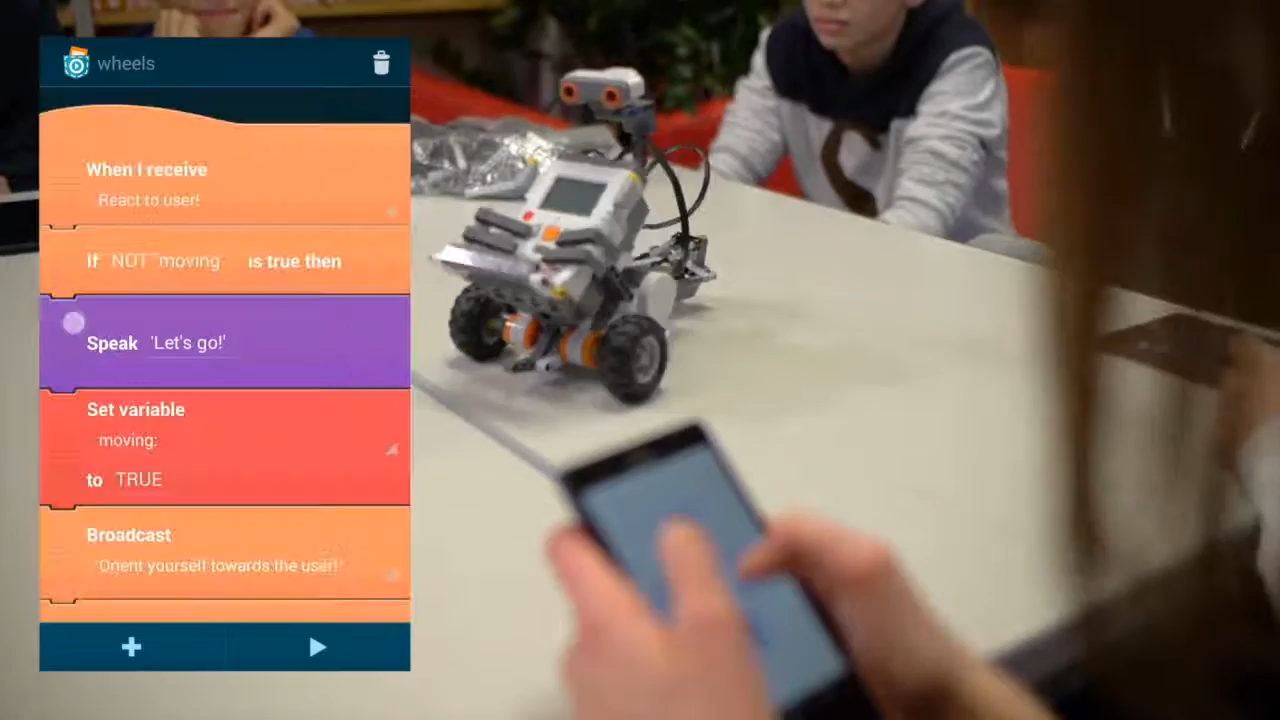 wheels
When I receive
React to user!
If NOT moving: is true then
Speak 'Let's go!'
Set variable
moving:
to TRUE
Broadcast
Orient yourself towards the user!